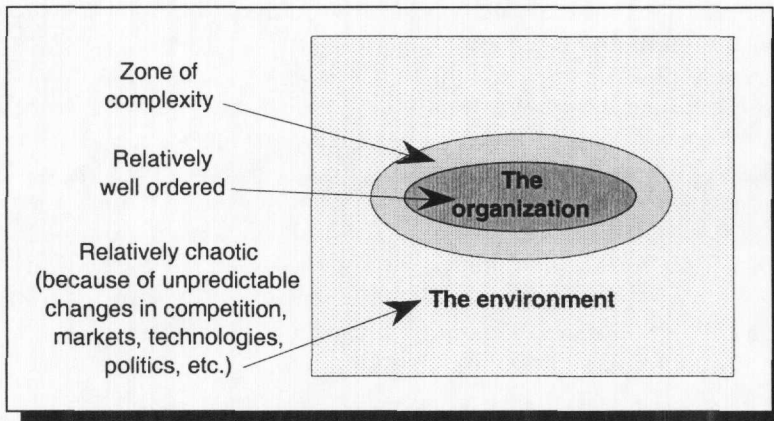 Zone of
complexity
Relatively
well ordered
Relatively chaotic
(because of unpredictable
changes in competition,
markets, technologies,
politics, etc.)
The
organization
The environment